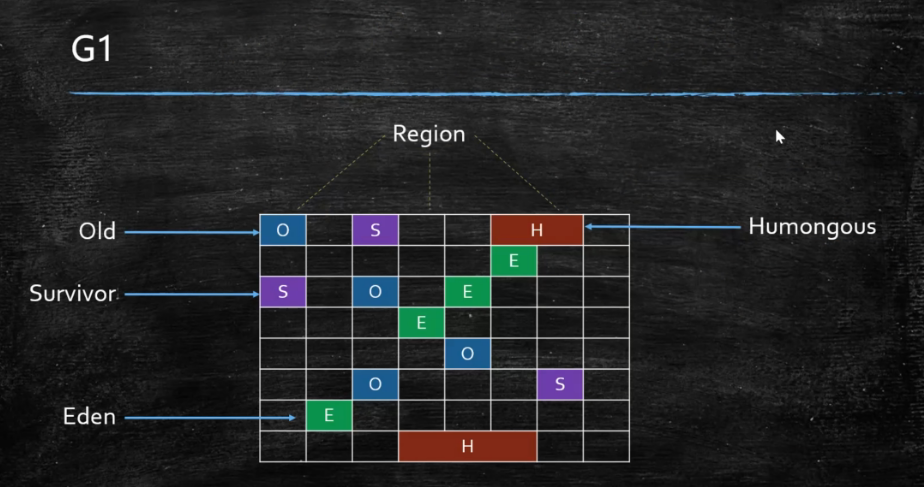 G1
Region
Old
O S H
Humongous
E
Survivor
S O E
E
O
O S
Eden
E
H